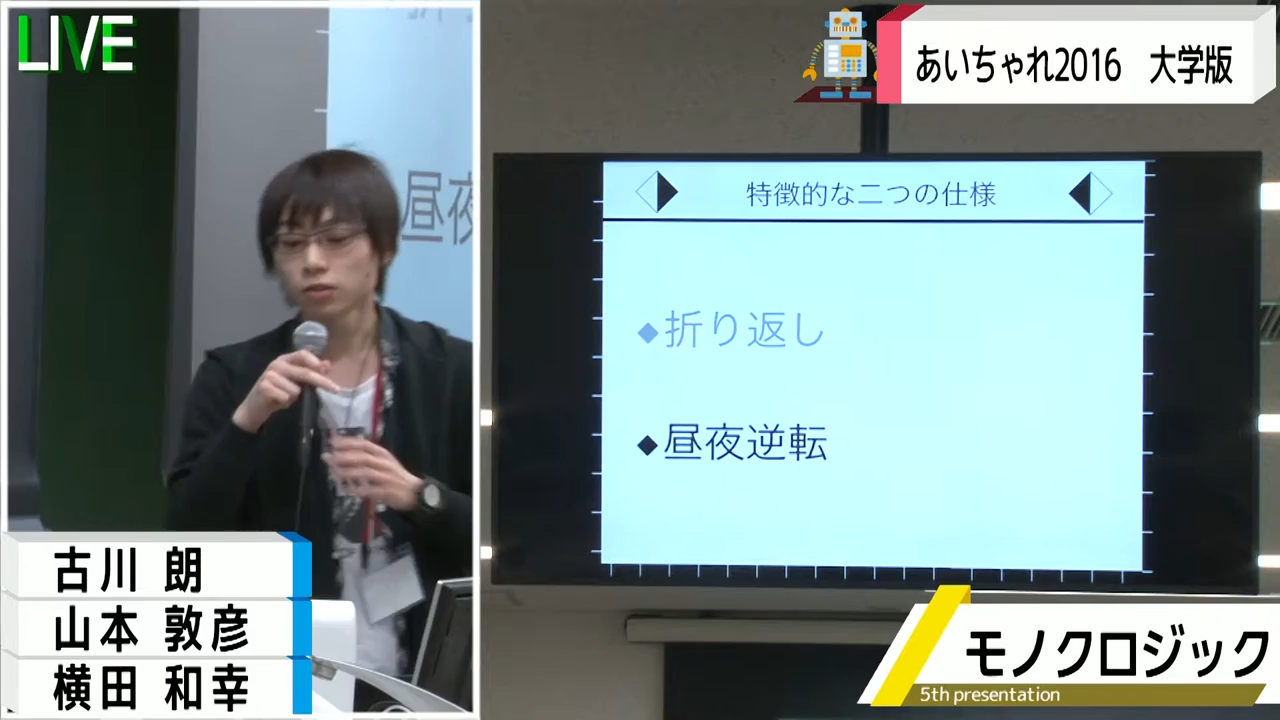 LIVE
あいちゃれ2016 大学版
昼夜
特徴的な二つの仕様
◆折り返し
◆昼夜逆転
古川 朗
山本 敦彦
横田 和幸
モノクロジック
5th presentation